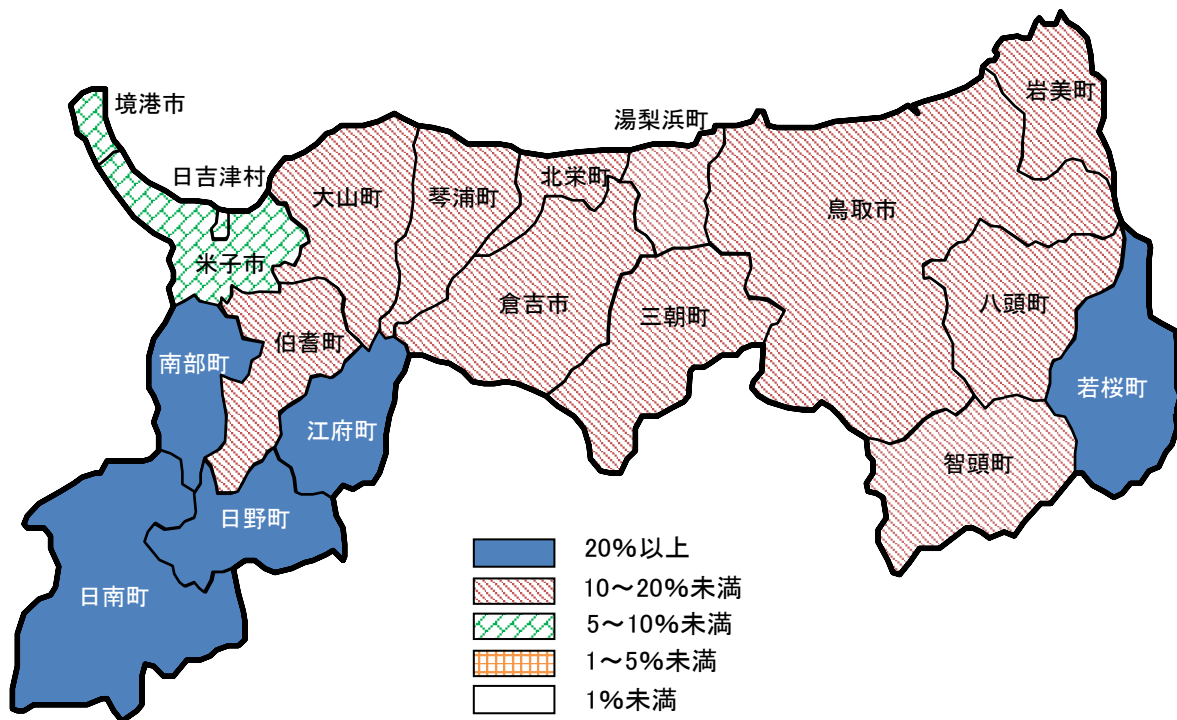 境港市
岩美町
湯梨浜町
日吉津村
北栄町
大山町
琴浦町
鳥取市
米子市
倉吉市
三朝町
八頭町
伯耆町
南部町
若桜町
江府町
智頭町
日野町
日南町
20%以上
10～20%未満
5～10%未満
1～5%未満
1%未満